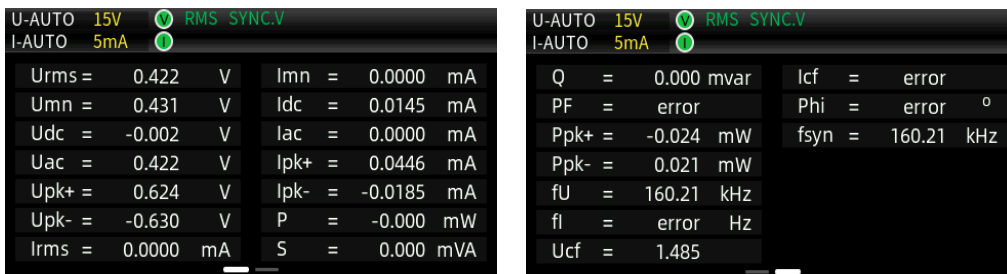 U-AUTO 15V V RMS SYNC.V
I-AUTO 5mA I
Urms = 0.422 V Imn = 0.0000 mA
Umn = 0.431 V Idc = 0.0145 mA
Udc = -0.002 V Iac = 0.0000 mA
Uac = 0.422 V Ipk+ = 0.0446 mA
Upk+ = 0.624 V Ipk- = -0.0185 mA
Upk- = -0.630 V P = -0.000 mW
Irms = 0.0000 mA S = 0.000 mVA
U-AUTO 15V V RMS SYNC.V
I-AUTO 5mA I
Q = 0.000 mvar Icf = error
PF = error Phi = error º
Ppk+ = -0.024 mW fsyn = 160.21 kHz
Ppk- = 0.021 mW
fU = 160.21 kHz
fI = error Hz
Ucf = 1.485